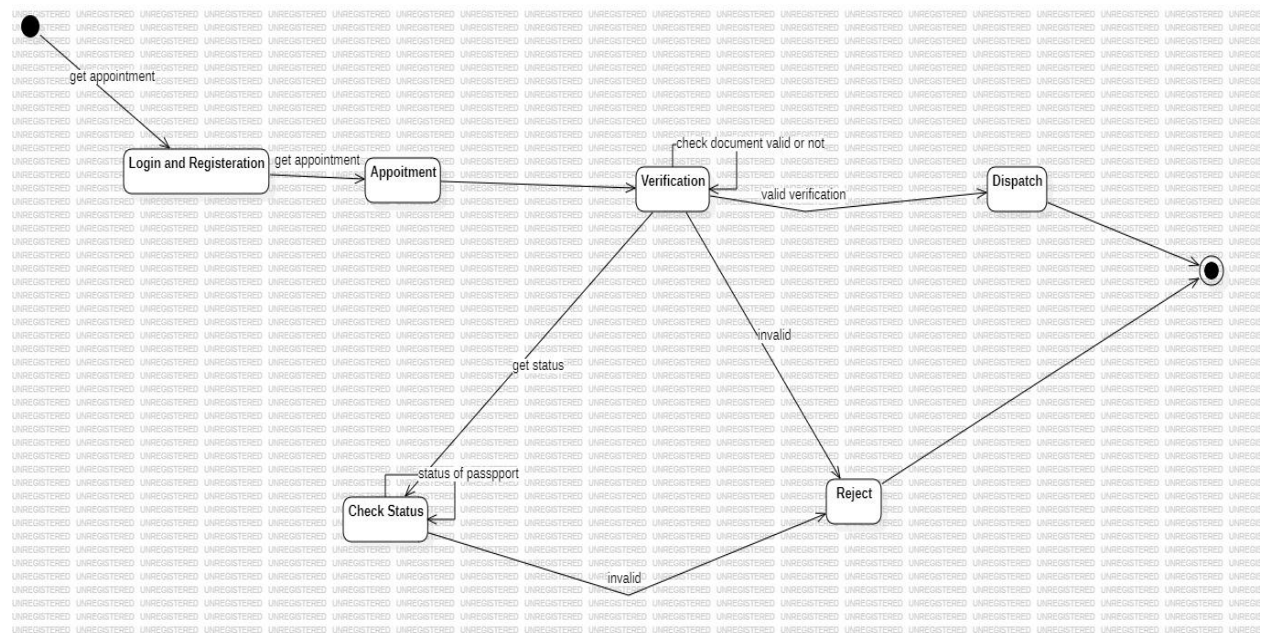 get appointment
Login and Registeration
get appointment
Appoitment
check document valid or not
Verification
valid verification
Dispatch
invalid
get status
status of passpport
Check Status
Reject
invalid
UNREGISTERED